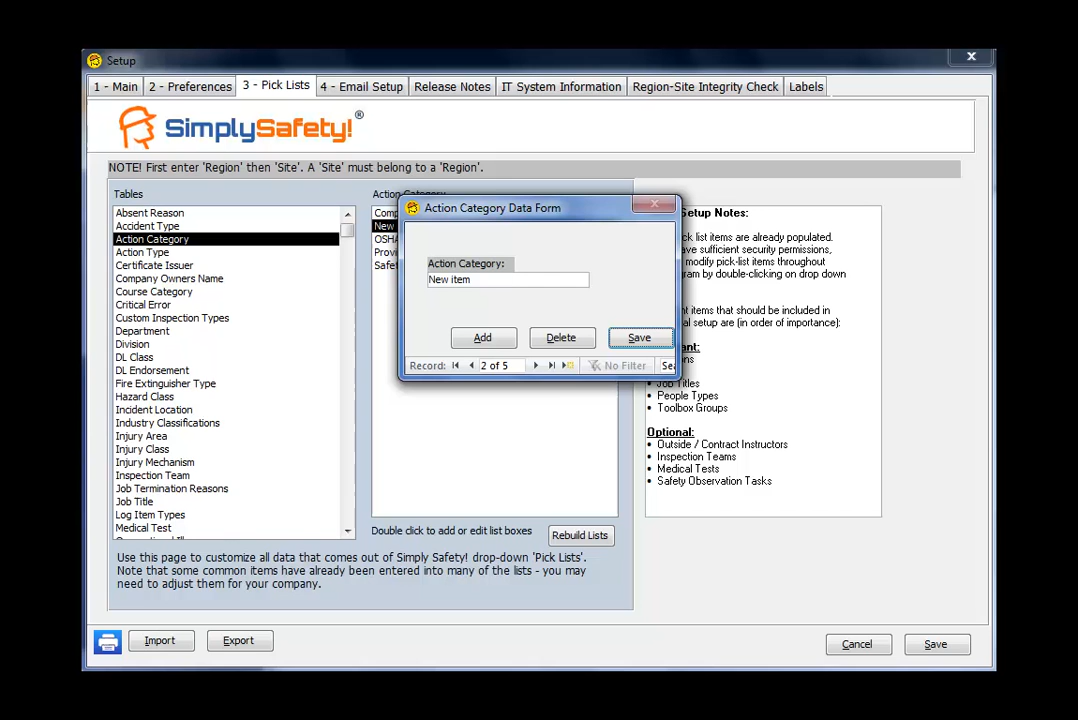 Setup
1 - Main
2 - Preferences
3 - Pick Lists
4 - Email Setup
Release Notes
IT System Information
Region-Site Integrity Check
Labels
SimplySafety!®
NOTE! First enter 'Region' then 'Site'. A 'Site' must belong to a 'Region'.
Tables
Absent Reason
Accident Type
Action Category
Action Type
Certificate Issuer
Company Owners Name
Course Category
Critical Error
Custom Inspection Types
Department
Division
DL Class
DL Endorsement
Fire Extinguisher Type
Hazard Class
Incident Location
Industry Classifications
Injury Area
Injury Class
Injury Mechanism
Inspection Team
Job Termination Reasons
Job Title
Log Item Types
Medical Test
Action Category
New
OSHA
Action Category Data Form
Action Category:
New item
Add
Delete
Save
Record:
2 of 5
No Filter
Setup Notes:
ck list items are already populated.
ave sufficient security permissions,
modify pick-list items throughout
gram by double-clicking on drop down
nt items that should be included in
al setup are (in order of importance):
ant:
ons
• Job Titles
• People Types
• Toolbox Groups
Optional:
• Outside / Contract Instructors
• Inspection Teams
• Medical Tests
• Safety Observation Tasks
Double click to add or edit list boxes
Rebuild Lists
Use this page to customize all data that comes out of Simply Safety! drop-down 'Pick Lists'.
Note that some common items have already been entered into many of the lists - you may
need to adjust them for your company.
Import
Export
Cancel
Save